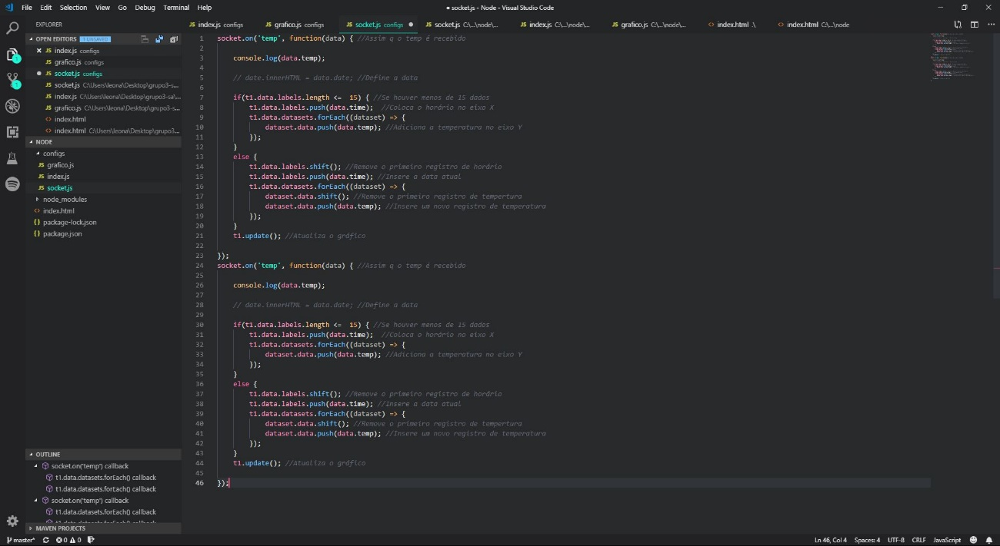 File Edit Selection View Go Debug Terminal Help
● socket.js - Node - Visual Studio Code
EXPLORER
OPEN EDITORS 1 UNSAVED
JS index.js configs
JS grafico.js configs
JS socket.js configs
JS socket.js C:\Users\leona\Desktop\grupo3-s...
JS index.js C:\Users\leona\Desktop\grupo3-sa\...
JS grafico.js C:\Users\leona\Desktop\grupo3-s...
index.html
index.html C:\Users\leona\Desktop\grupo3...
NODE
configs
JS grafico.js
JS index.js
JS socket.js
node_modules
index.html
package-lock.json
package.json
OUTLINE
socket.on('temp') callback
t1.data.datasets.forEach() callback
t1.data.datasets.forEach() callback
socket.on('temp') callback
t1.data.datasets.forEach() callback
MAVEN PROJECTS
JS index.js configs JS grafico.js configs JS socket.js configs ● JS socket.js C:\...\node\... JS index.js C:\...\node\... JS grafico.js C:\...\node\... index.html .\ index.html C:\...\node
1 socket.on('temp', function(data) { //Assim q o temp é recebido
2
3 console.log(data.temp);
4
5 // date.innerHTML = data.date; //Define a data
6
7 if(t1.data.labels.length <=  15) { //Se houver menos de 15 dados
8 t1.data.labels.push(data.time);  //Coloca o horário no eixo X
9 t1.data.datasets.forEach((dataset) => {
10 dataset.data.push(data.temp); //Adiciona a temperatura no eixo Y
11 });
12 }
13 else {
14 t1.data.labels.shift(); //Remove o primeiro registro de horário
15 t1.data.labels.push(data.time); //Insere a data atual
16 t1.data.datasets.forEach((dataset) => {
17 dataset.data.shift(); //Remove o primeiro registro de tempertura
18 dataset.data.push(data.temp); //Insere um novo registro de temperatura
19 });
20 }
21 t1.update(); //Atualiza o gráfico
22
23 });
24 socket.on('temp', function(data) { //Assim q o temp é recebido
25
26 console.log(data.temp);
27
28 // date.innerHTML = data.date; //Define a data
29
30 if(t1.data.labels.length <=  15) { //Se houver menos de 15 dados
31 t1.data.labels.push(data.time);  //Coloca o horário no eixo X
32 t1.data.datasets.forEach((dataset) => {
33 dataset.data.push(data.temp); //Adiciona a temperatura no eixo Y
34 });
35 }
36 else {
37 t1.data.labels.shift(); //Remove o primeiro registro de horário
38 t1.data.labels.push(data.time); //Insere a data atual
39 t1.data.datasets.forEach((dataset) => {
40 dataset.data.shift(); //Remove o primeiro registro de tempertura
41 dataset.data.push(data.temp); //Insere um novo registro de temperatura
42 });
43 }
44 t1.update(); //Atualiza o gráfico
45
46 });
master* 0 0 Ln 46, Col 4 Spaces: 4 UTF-8 CRLF JavaScript